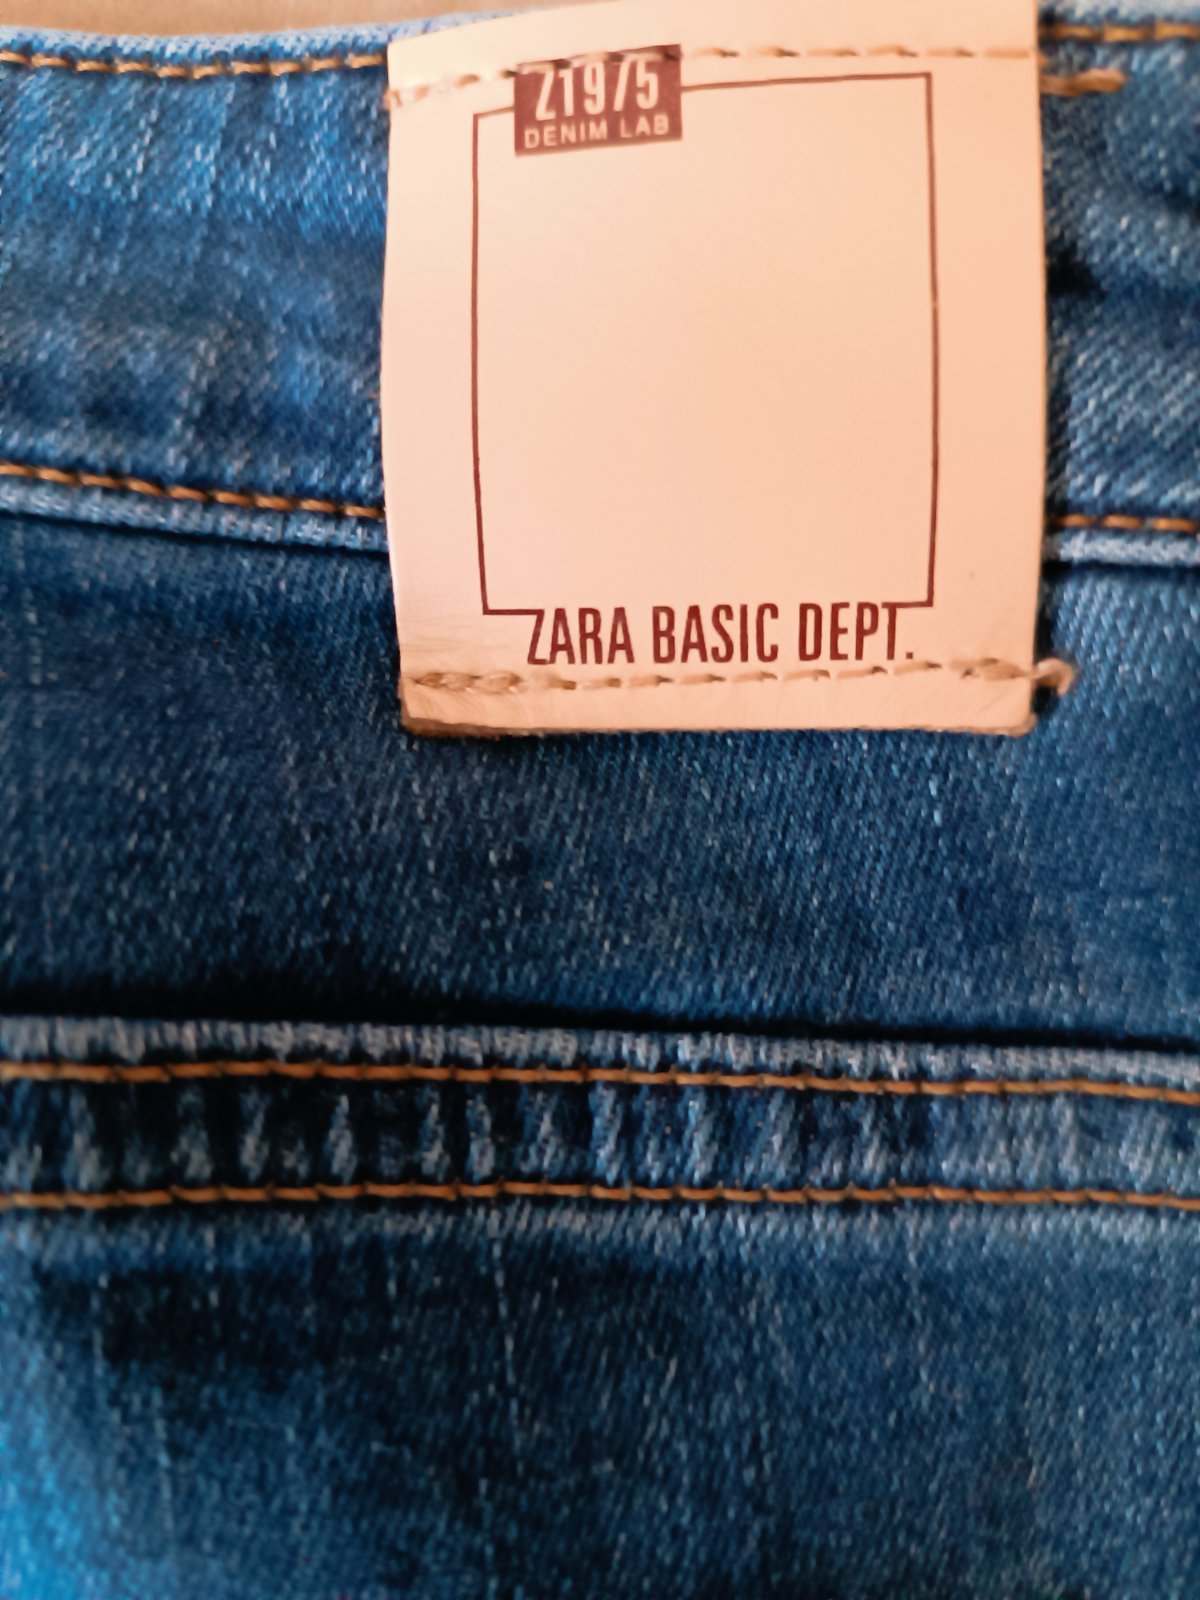 Z1975
DENIM LAB
ZARA BASIC DEPT.